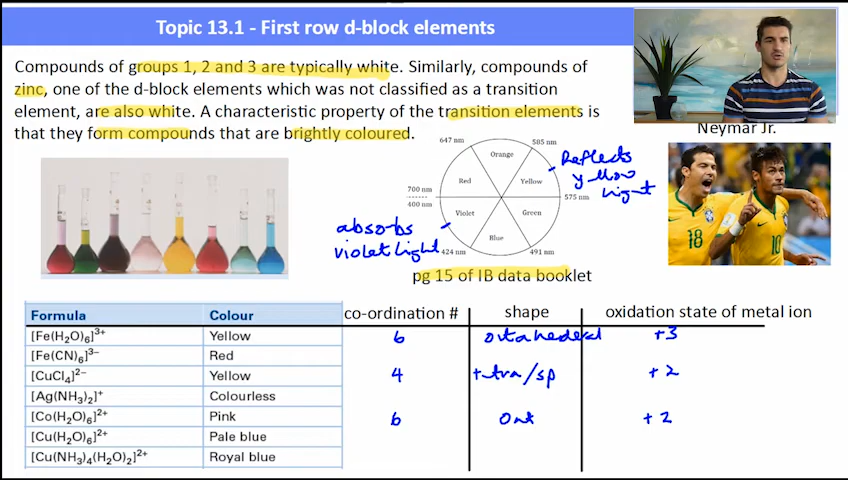 Topic 13.1 - First row d-block elements
Compounds of groups 1, 2 and 3 are typically white. Similarly, compounds of
zinc, one of the d-block elements which was not classified as a transition
element, are also white. A characteristic property of the transition elements is
that they form compounds that are brightly coloured.
Neymar Jr.
647 nm
585 nm
Orange
Red
Yellow
700 nm
400 nm
575 nm
Violet
Green
Blue
424 nm
491 nm
Reflects
yellow
light
absorbs
violet light
pg 15 of IB data booklet
18
10
Formula Colour co-ordination # shape oxidation state of metal ion
[Fe(H₂O)₆]³⁺ Yellow 6 octahederal +3
[Fe(CN)₆]³⁻ Red
[CuCl₄]²⁻ Yellow 4 tetra/sp +2
[Ag(NH₃)₂]⁺ Colourless
[Co(H₂O)₆]²⁺ Pink 6 Oct +2
[Cu(H₂O)₆]²⁺ Pale blue
[Cu(NH₃)₄(H₂O)₂]²⁺ Royal blue